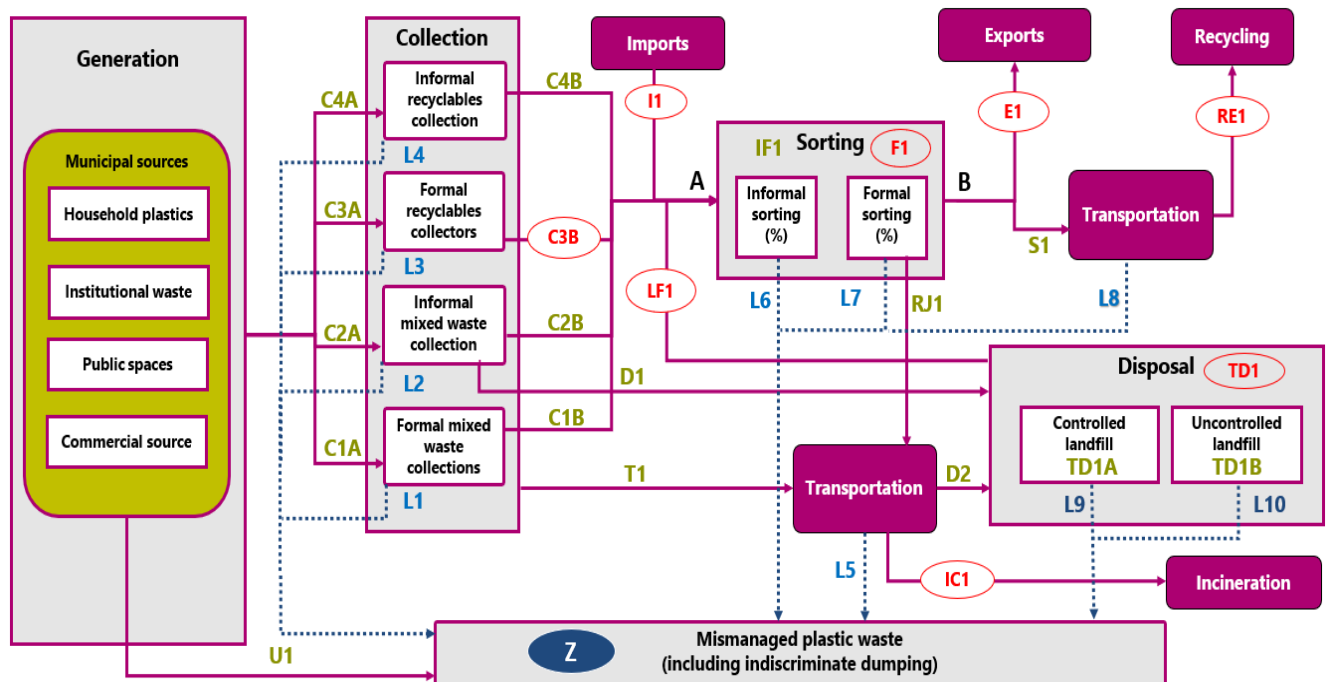 Generation
Municipal sources
Household plastics
Institutional waste
Public spaces
Commercial source
U1
C4A
C3A
C2A
C1A
Collection
Informal
recyclables
collection
L4
Formal
recyclables
collectors
L3
Informal
mixed waste
collection
L2
Formal mixed
waste
collections
L1
C4B
C3B
C2B
D1
C1B
T1
Imports
I1
A
LF1
IF1
Sorting
F1
Informal
sorting
(%)
Formal
sorting
(%)
L6
L7
RJ1
B
Exports
E1
Recycling
RE1
S1
Transportation
L8
Disposal
TD1
Controlled
landfill
TD1A
Uncontrolled
landfill
TD1B
L9
L10
Transportation
D2
L5
IC1
Incineration
Z
Mismanaged plastic waste
(including indiscriminate dumping)